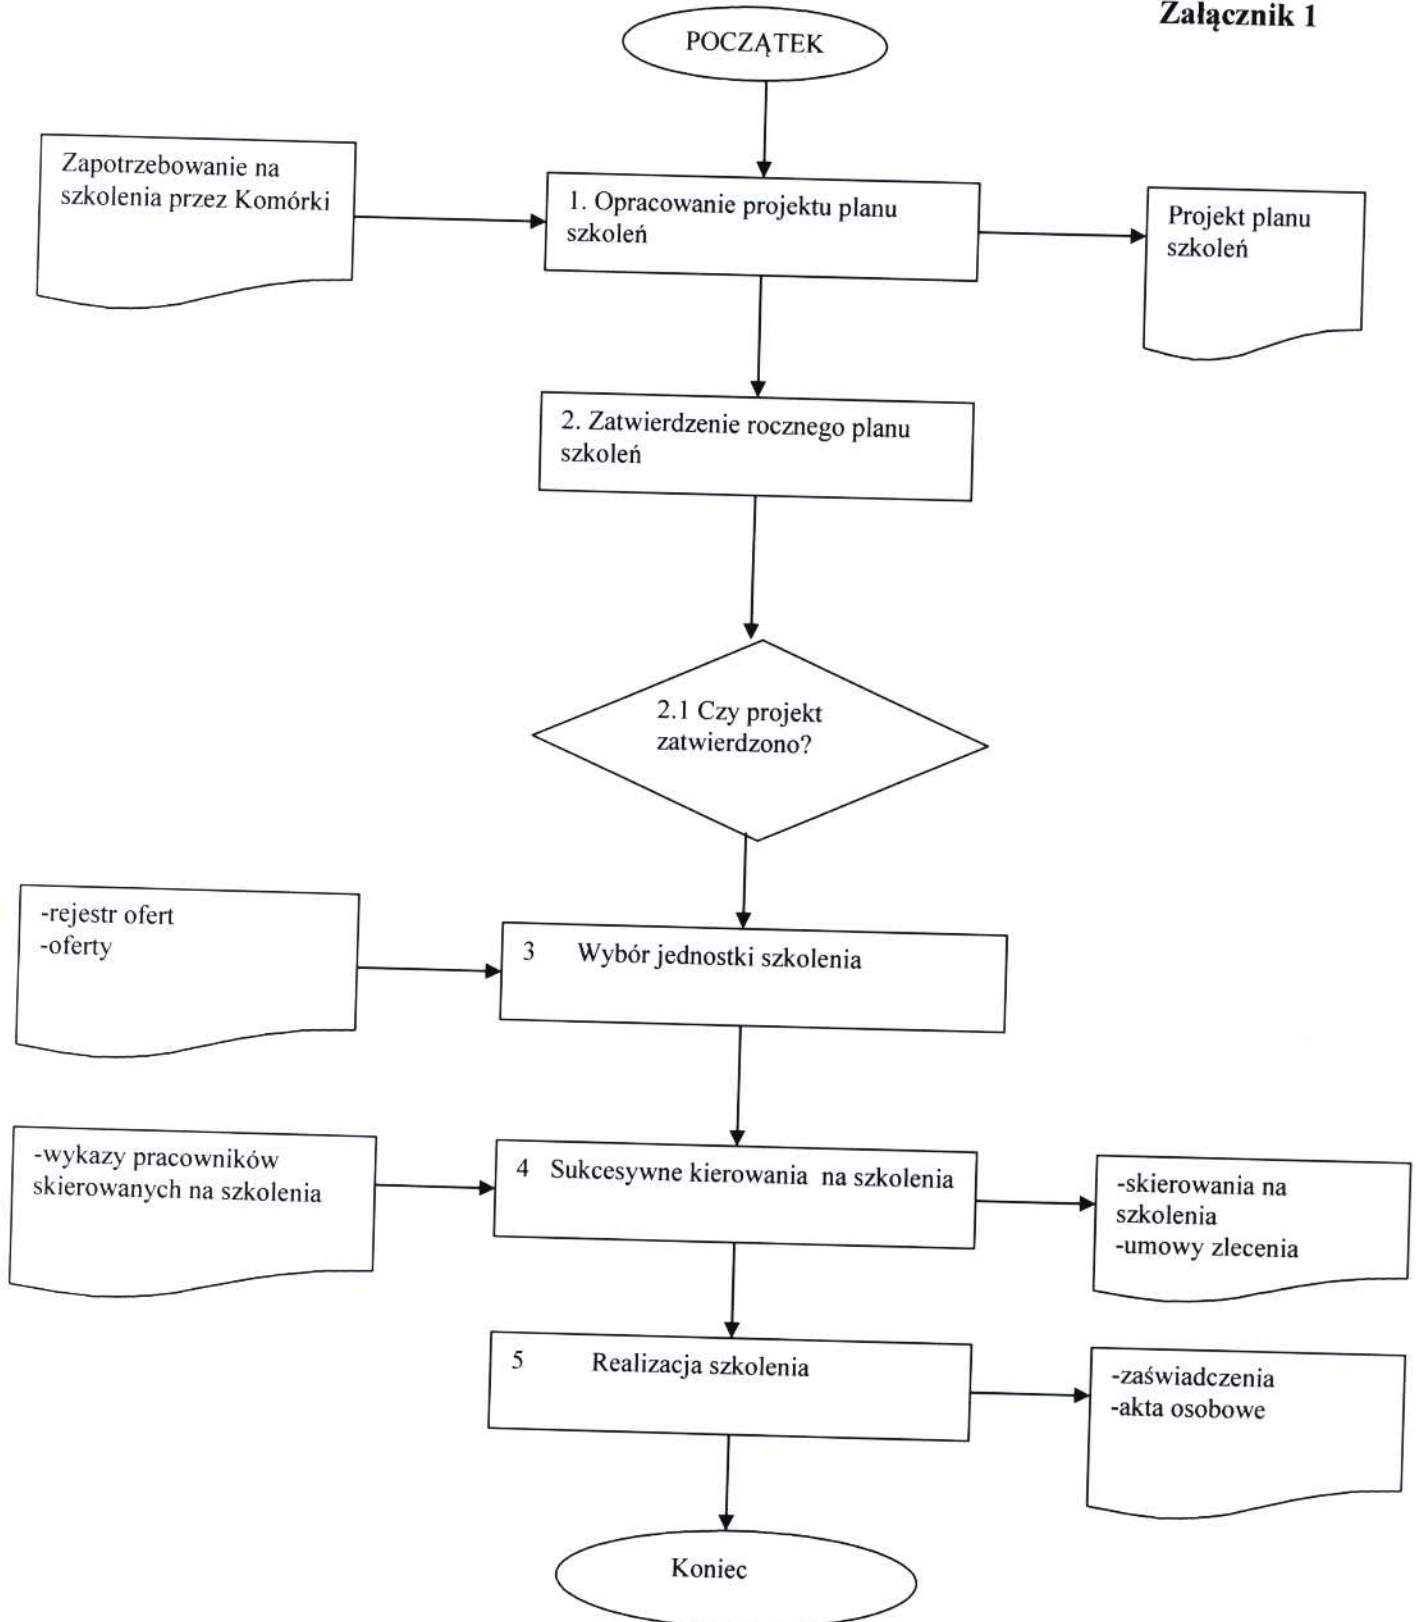 Załącznik 1
POCZĄTEK
Zapotrzebowanie na
szkolenia przez Komórki
1. Opracowanie projektu planu
szkoleń
Projekt planu
szkoleń
2. Zatwierdzenie rocznego planu
szkoleń
2.1 Czy projekt
zatwierdzono?
-rejestr ofert
-oferty
3 Wybór jednostki szkolenia
-wykazy pracowników
skierowanych na szkolenia
4 Sukcesywne kierowania na szkolenia
-skierowania na
szkolenia
-umowy zlecenia
5 Realizacja szkolenia
-zaświadczenia
-akta osobowe
Koniec